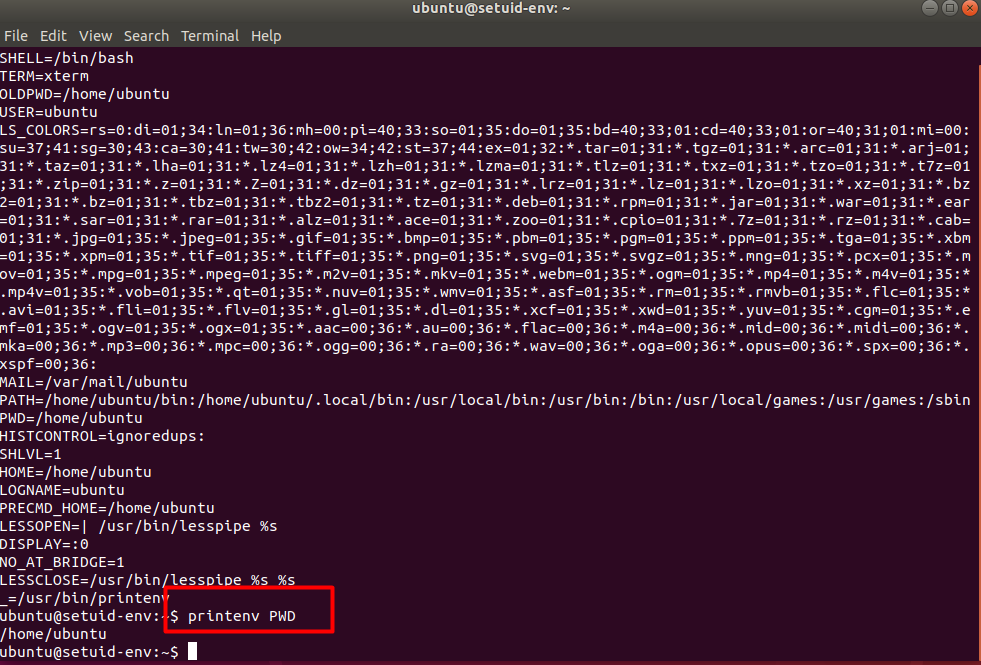 ubuntu@setuid-env: ~
File Edit View Search Terminal Help
SHELL=/bin/bash
TERM=xterm
OLDPWD=/home/ubuntu
USER=ubuntu
LS_COLORS=rs=0:di=01;34:ln=01;36:mh=00:pi=40;33:so=01;35:do=01;35:bd=40;33;01:cd=40;33;01:or=40;31;01:mi=00:
su=37;41:sg=30;43:ca=30;41:tw=30;42:ow=34;42:st=37;44:ex=01;32:*.tar=01;31:*.tgz=01;31:*.arc=01;31:*.arj=01;
31:*.taz=01;31:*.lha=01;31:*.lz4=01;31:*.lzh=01;31:*.lzma=01;31:*.tlz=01;31:*.txz=01;31:*.tzo=01;31:*.t7z=01
;31:*.zip=01;31:*.z=01;31:*.Z=01;31:*.dz=01;31:*.gz=01;31:*.lrz=01;31:*.lz=01;31:*.lzo=01;31:*.xz=01;31:*.bz
2=01;31:*.bz=01;31:*.tbz=01;31:*.tbz2=01;31:*.tz=01;31:*.deb=01;31:*.rpm=01;31:*.jar=01;31:*.war=01;31:*.ear
=01;31:*.sar=01;31:*.rar=01;31:*.alz=01;31:*.ace=01;31:*.zoo=01;31:*.cpio=01;31:*.7z=01;31:*.rz=01;31:*.cab=
01;31:*.jpg=01;35:*.jpeg=01;35:*.gif=01;35:*.bmp=01;35:*.pbm=01;35:*.pgm=01;35:*.ppm=01;35:*.tga=01;35:*.xbm
=01;35:*.xpm=01;35:*.tif=01;35:*.tiff=01;35:*.png=01;35:*.svg=01;35:*.svgz=01;35:*.mng=01;35:*.pcx=01;35:*.m
ov=01;35:*.mpg=01;35:*.mpeg=01;35:*.m2v=01;35:*.mkv=01;35:*.webm=01;35:*.ogm=01;35:*.mp4=01;35:*.m4v=01;35:*
.mp4v=01;35:*.vob=01;35:*.qt=01;35:*.nuv=01;35:*.wmv=01;35:*.asf=01;35:*.rm=01;35:*.rmvb=01;35:*.flc=01;35:*
.avi=01;35:*.fli=01;35:*.flv=01;35:*.gl=01;35:*.dl=01;35:*.xcf=01;35:*.xwd=01;35:*.yuv=01;35:*.cgm=01;35:*.e
mf=01;35:*.ogv=01;35:*.ogx=01;35:*.aac=00;36:*.au=00;36:*.flac=00;36:*.m4a=00;36:*.mid=00;36:*.midi=00;36:*.
mka=00;36:*.mp3=00;36:*.mpc=00;36:*.ogg=00;36:*.ra=00;36:*.wav=00;36:*.oga=00;36:*.opus=00;36:*.spx=00;36:*.
xspf=00;36:
MAIL=/var/mail/ubuntu
PATH=/home/ubuntu/bin:/home/ubuntu/.local/bin:/usr/local/bin:/usr/bin:/bin:/usr/local/games:/usr/games:/sbin
PWD=/home/ubuntu
HISTCONTROL=ignoredups:
SHLVL=1
HOME=/home/ubuntu
LOGNAME=ubuntu
PRECMD_HOME=/home/ubuntu
LESSOPEN=| /usr/bin/lesspipe %s
DISPLAY=:0
NO_AT_BRIDGE=1
LESSCLOSE=/usr/bin/lesspipe %s %s
_=/usr/bin/printenv
ubuntu@setuid-env:~$ printenv PWD
/home/ubuntu
ubuntu@setuid-env:~$